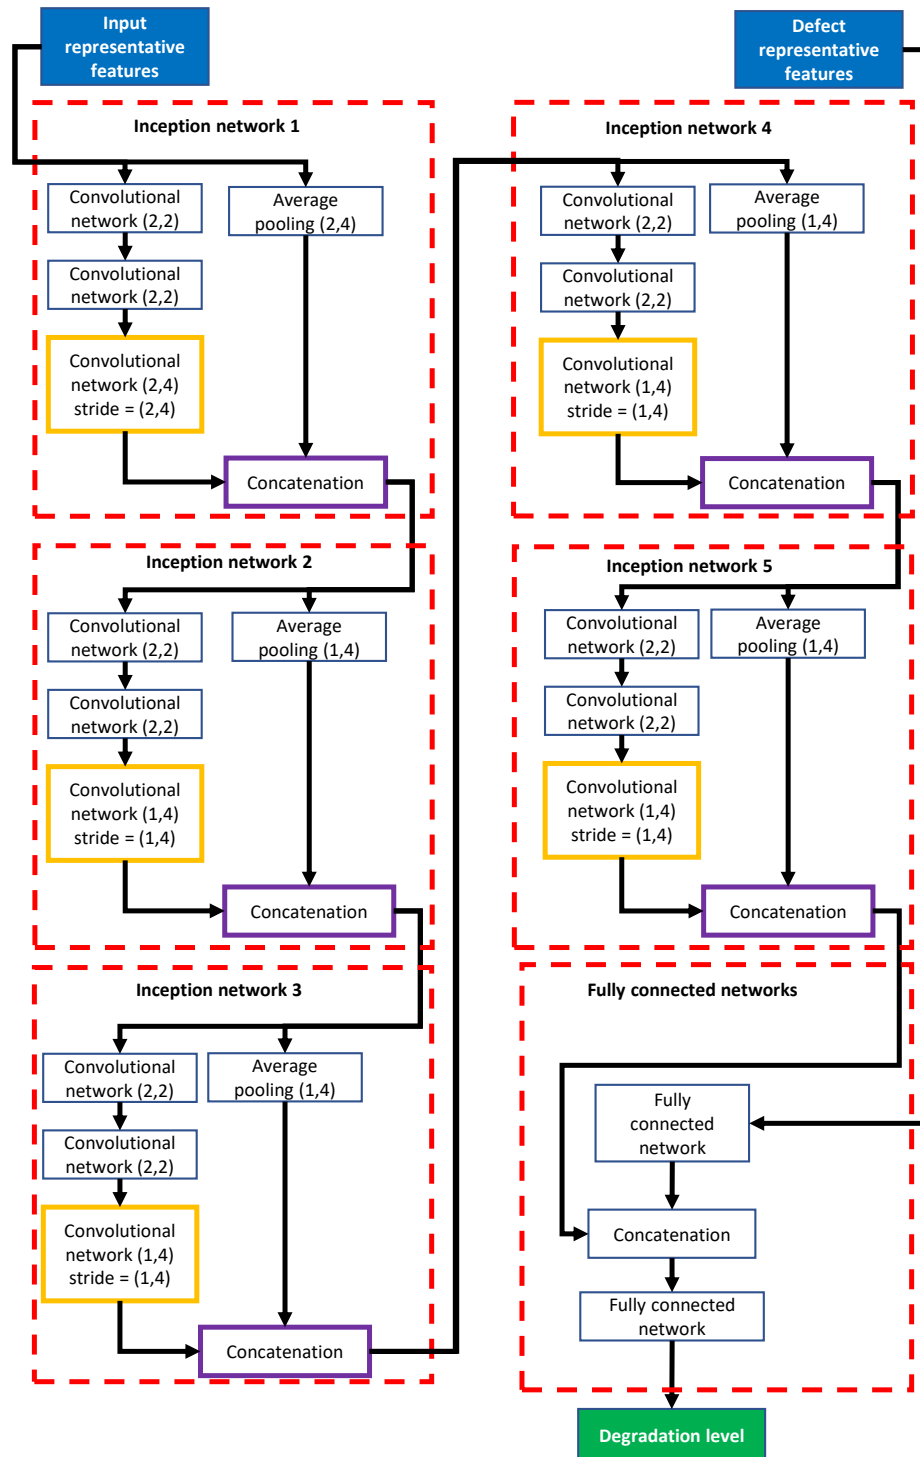 Input
representative
features
Inception network 1
Convolutional
network (2,2)
Average
pooling (2,4)
Convolutional
network (2,2)
Convolutional
network (2,4)
stride = (2,4)
Concatenation
Inception network 2
Convolutional
network (2,2)
Average
pooling (1,4)
Convolutional
network (2,2)
Convolutional
network (1,4)
stride = (1,4)
Concatenation
Inception network 3
Convolutional
network (2,2)
Average
pooling (1,4)
Convolutional
network (2,2)
Convolutional
network (1,4)
stride = (1,4)
Concatenation
Defect
representative
features
Inception network 4
Convolutional
network (2,2)
Average
pooling (1,4)
Convolutional
network (2,2)
Convolutional
network (1,4)
stride = (1,4)
Concatenation
Inception network 5
Convolutional
network (2,2)
Average
pooling (1,4)
Convolutional
network (2,2)
Convolutional
network (1,4)
stride = (1,4)
Concatenation
Fully connected networks
Fully
connected
network
Concatenation
Fully connected
network
Degradation level